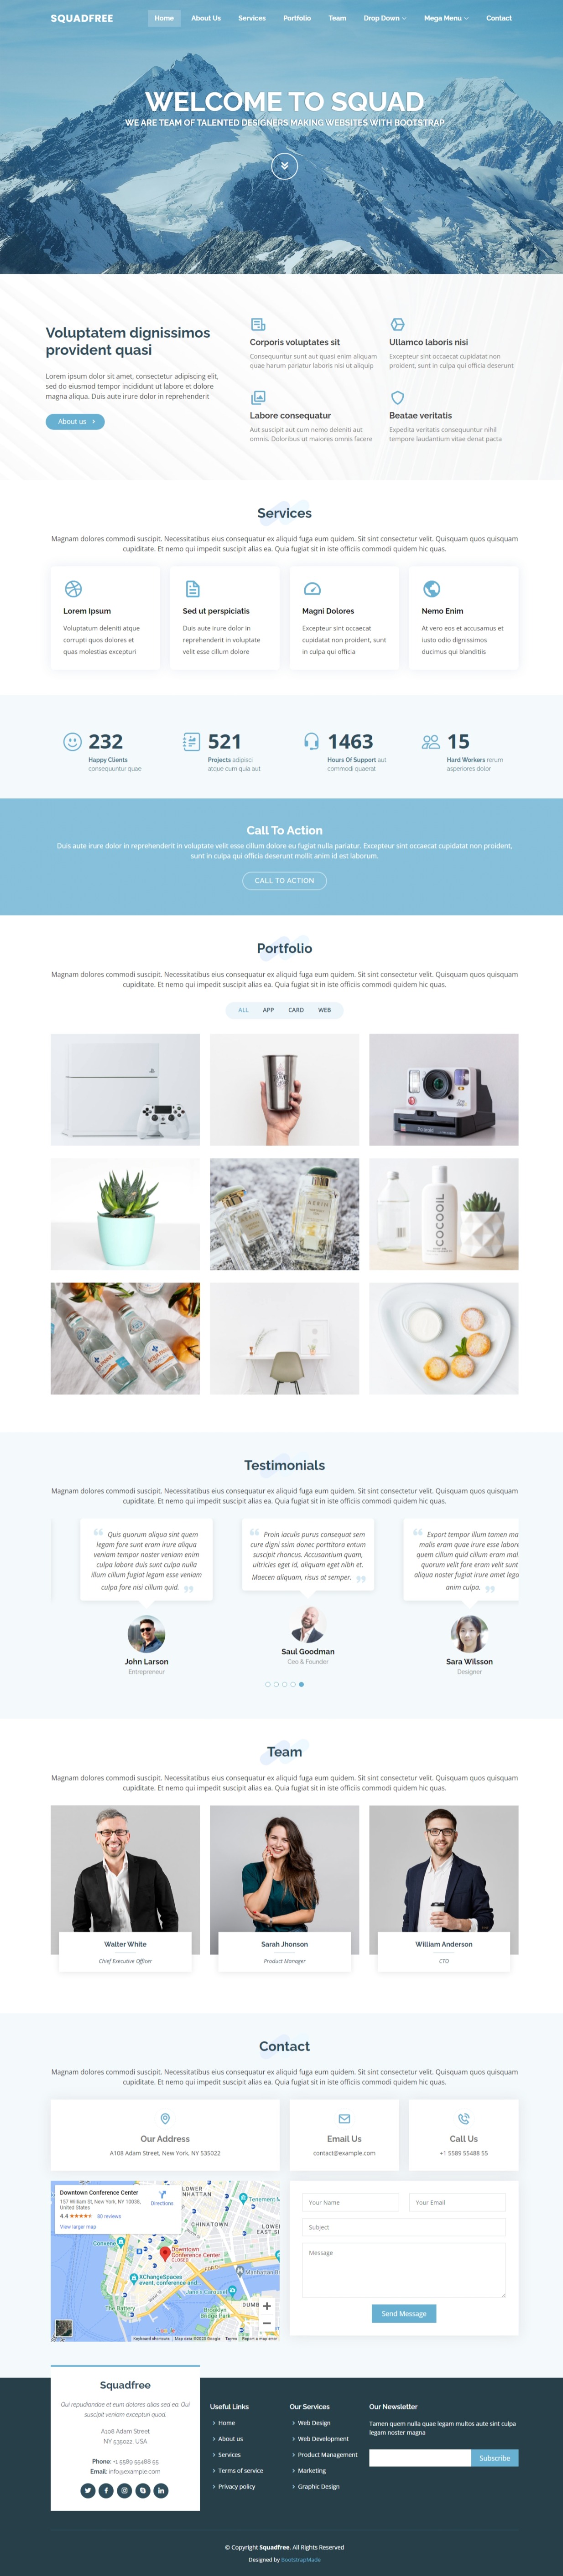 SQUADFREE
Home About Us Services Portfolio Team Drop Down Mega Menu Contact
WELCOME TO SQUAD
WE ARE TEAM OF TALENTED DESIGNERS MAKING WEBSITES WITH BOOTSTRAP
Voluptatem dignissimos
provident quasi
Lorem ipsum dolor sit amet, consectetur adipiscing elit,
sed do eiusmod tempor incididunt ut labore et dolore
magna aliqua. Duis aute irure dolor in reprehenderit
About us
Corporis voluptates sit
Consequuntur sunt aut quasi enim aliquam
quae harum pariatur laboris nisi ut aliquip
Ullamco laboris nisi
Excepteur sint occaecat cupidatat non
proident, sunt in culpa qui officia deserunt
Labore consequatur
Aut suscipit aut cum nemo deleniti aut
omnis. Doloribus ut maiores omnis facere
Beatae veritatis
Expedita veritatis consequuntur nihil
tempore laudantium vitae denat pacta
Services
Magnam dolores commodi suscipit. Necessitatibus eius consequatur ex aliquid fuga eum quidem. Sit sint consectetur velit. Quisquam quos quisquam
cupiditate. Et nemo qui impedit suscipit alias ea. Quia fugiat sit in iste officiis commodi quidem hic quas.
Lorem Ipsum
Voluptatum deleniti atque
corrupti quos dolores et
quas molestias excepturi
Sed ut perspiciatis
Duis aute irure dolor in
reprehenderit in voluptate
velit esse cillum dolore
Magni Dolores
Excepteur sint occaecat
cupidatat non proident, sunt
in culpa qui officia
Nemo Enim
At vero eos et accusamus et
iusto odio dignissimos
ducimus qui blanditiis
232
Happy Clients
consequuntur quae
521
Projects adipisci
atque cum quia aut
1463
Hours Of Support aut
commodi quaerat
15
Hard Workers rerum
asperiores dolor
Call To Action
Duis aute irure dolor in reprehenderit in voluptate velit esse cillum dolore eu fugiat nulla pariatur. Excepteur sint occaecat cupidatat non proident,
sunt in culpa qui officia deserunt mollit anim id est laborum.
CALL TO ACTION
Portfolio
Magnam dolores commodi suscipit. Necessitatibus eius consequatur ex aliquid fuga eum quidem. Sit sint consectetur velit. Quisquam quos quisquam
cupiditate. Et nemo qui impedit suscipit alias ea. Quia fugiat sit in iste officiis commodi quidem hic quas.
ALL APP CARD WEB
COCOOIL
Testimonials
Magnam dolores commodi suscipit. Necessitatibus eius consequatur ex aliquid fuga eum quidem. Sit sint consectetur velit. Quisquam quos quisquam
cupiditate. Et nemo qui impedit suscipit alias ea. Quia fugiat sit in iste officiis commodi quidem hic quas.
Quis quorum aliqua sint quem
legam fore sunt eram irure aliqua
veniam tempor noster veniam enim
culpa labore duis sunt culpa nulla
illum cillum fugiat legam esse veniam
culpa fore nisi cillum quid.
John Larson
Entrepreneur
Proin iaculis purus consequat sem
cure digni ssim donec porttitora entum
suscipit rhoncus. Accusantium quam,
ultricies eget id, aliquam eget nibh et.
Maecen aliquam, risus at semper.
Saul Goodman
Ceo & Founder
Export tempor illum tamen ma
malis eram quae irure esse labore
quem cillum quid cillum eram mal
quorum velit fore eram velit sunt
aliqua noster fugiat irure amet lego
anim culpa.
Sara Wilsson
Designer
Team
Magnam dolores commodi suscipit. Necessitatibus eius consequatur ex aliquid fuga eum quidem. Sit sint consectetur velit. Quisquam quos quisquam
cupiditate. Et nemo qui impedit suscipit alias ea. Quia fugiat sit in iste officiis commodi quidem hic quas.
Walter White
Chief Executive Officer
Sarah Jhonson
Product Manager
William Anderson
CTO
Contact
Magnam dolores commodi suscipit. Necessitatibus eius consequatur ex aliquid fuga eum quidem. Sit sint consectetur velit. Quisquam quos quisquam
cupiditate. Et nemo qui impedit suscipit alias ea. Quia fugiat sit in iste officiis commodi quidem hic quas.
Our Address
A108 Adam Street, New York, NY 535022
Email Us
contact@example.com
Call Us
+1 5589 55488 55
Downtown Conference Center
157 William St, New York, NY 10038,
United States
Directions
4.4 80 reviews
View larger map
LOWER
MANHATTAN
CHINATOWN
LOWER
EAST
Downtown
Conference Center
CLOSED
XChangeSpaces
event, conference and
The Battery
Brooklyn
Bridge Park
DUMB
Google
Keyboard shortcuts Map data ©2025 Google Terms Report a map error
Your Name
Your Email
Subject
Message
Send Message
Squadfree
Qui repudiandae et eum dolores alias sed ea. Qui
suscipit veniam excepturi quod.
A108 Adam Street
NY 535022, USA
Phone: +1 5589 55488 55
Email: info@example.com
Useful Links
Home
About us
Services
Terms of service
Privacy policy
Our Services
Web Design
Web Development
Product Management
Marketing
Graphic Design
Our Newsletter
Tamen quem nulla quae legam multos aute sint culpa
legam noster magna
Subscribe
© Copyright Squadfree. All Rights Reserved
Designed by BootstrapMade